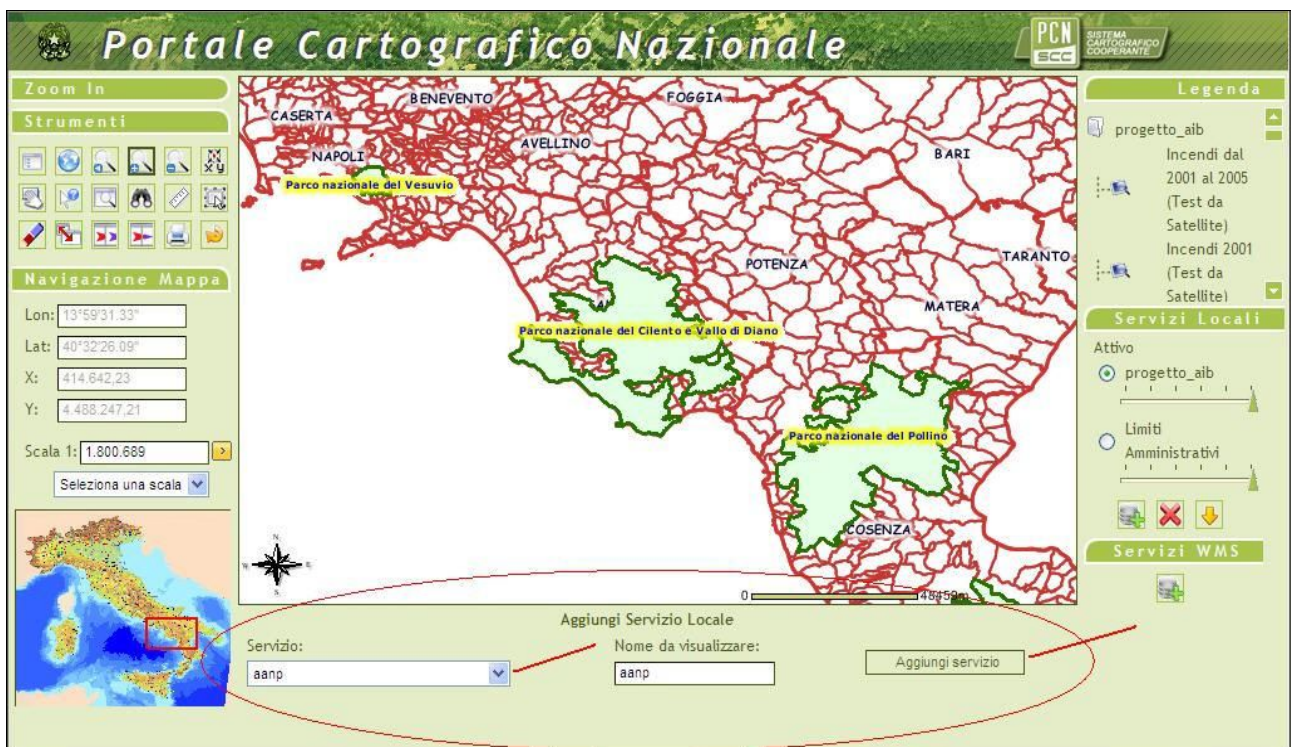 Portale Cartografico Nazionale
PCN
SCC
SISTEMA
CARTOGRAFICO
COOPERANTE
Zoom In
Strumenti
x y
Navigazione Mappa
Lon: 13°59'31.33"
Lat: 40°32'26.09"
X: 414.642,23
Y: 4.488.247,21
Scala 1: 1.800.689
Seleziona una scala
BENEVENTO
FOGGIA
CASERTA
AVELLINO
NAPOLI
BARI
Parco nazionale del Vesuvio
POTENZA
TARANTO
MATERA
Parco nazionale del Cilento e Vallo di Diano
Parco nazionale del Pollino
COSENZA
N
0
48459m
Legenda
progetto_aib
Incendi dal
2001 al 2005
(Test da
Satellite)
Incendi 2001
(Test da
Satellite)
Servizi Locali
Attivo
progetto_aib
Limiti
Amministrativi
Servizi WMS
Aggiungi Servizio Locale
Servizio:
aanp
Nome da visualizzare:
aanp
Aggiungi servizio